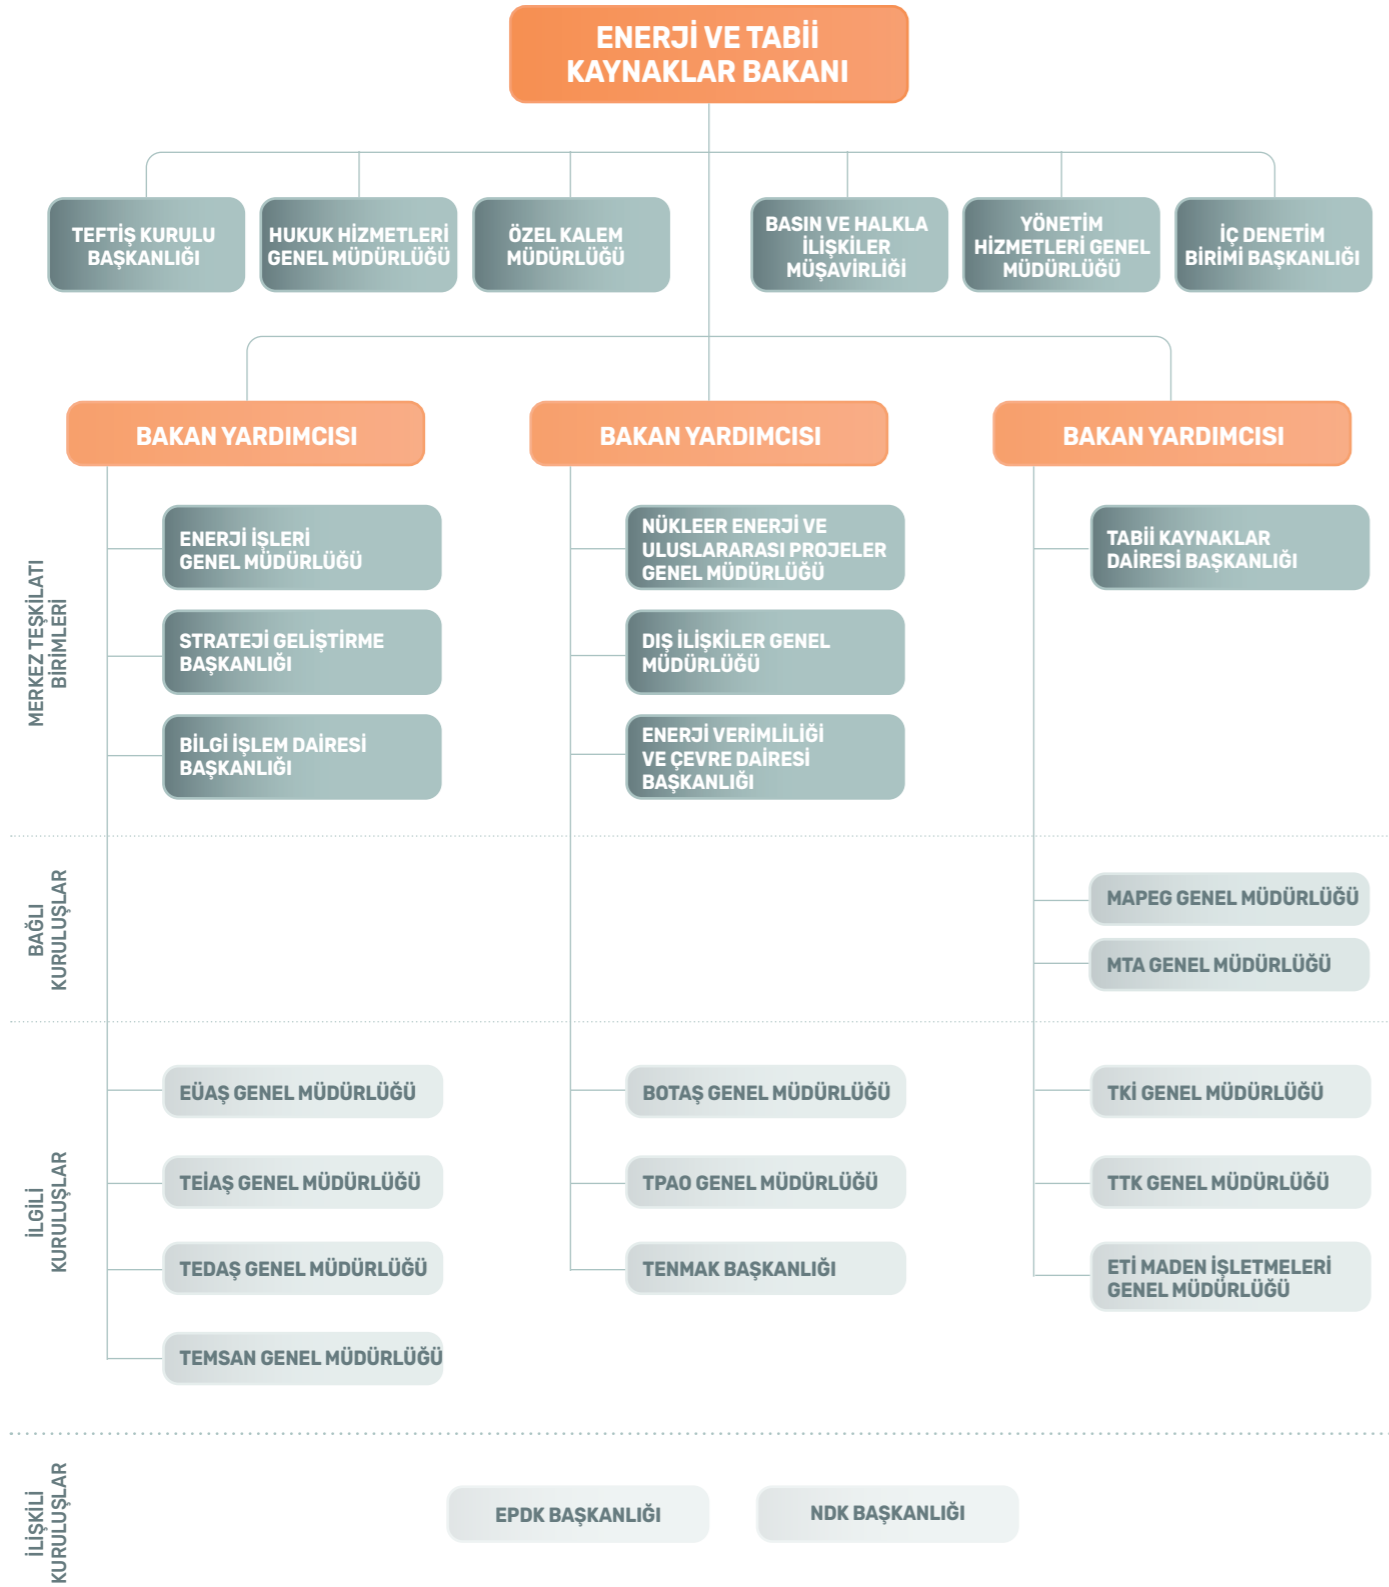 ENERJİ VE TABİİ
KAYNAKLAR BAKANI
TEFTİŞ KURULU
BAŞKANLIĞI
HUKUK HİZMETLERİ
GENEL MÜDÜRLÜĞÜ
ÖZEL KALEM
MÜDÜRLÜĞÜ
BASIN VE HALKLA
İLİŞKİLER
MÜŞAVİRLİĞİ
YÖNETİM
HİZMETLERİ GENEL
MÜDÜRLÜĞÜ
İÇ DENETİM
BİRİMİ BAŞKANLIĞI
BAKAN YARDIMCISI
BAKAN YARDIMCISI
BAKAN YARDIMCISI
MERKEZ TEŞKİLATI
BİRİMLERİ
ENERJİ İŞLERİ
GENEL MÜDÜRLÜĞÜ
STRATEJİ GELİŞTİRME
BAŞKANLIĞI
BİLGİ İŞLEM DAİRESİ
BAŞKANLIĞI
NÜKLEER ENERJİ VE
ULUSLARARASI PROJELER
GENEL MÜDÜRLÜĞÜ
DIŞ İLİŞKİLER GENEL
MÜDÜRLÜĞÜ
ENERJİ VERİMLİLİĞİ
VE ÇEVRE DAİRESİ
BAŞKANLIĞI
TABİİ KAYNAKLAR
DAİRESİ BAŞKANLIĞI
BAĞLI
KURULUŞLAR
MAPEG GENEL MÜDÜRLÜĞÜ
MTA GENEL MÜDÜRLÜĞÜ
İLGİLİ
KURULUŞLAR
EÜAŞ GENEL MÜDÜRLÜĞÜ
TEİAŞ GENEL MÜDÜRLÜĞÜ
TEDAŞ GENEL MÜDÜRLÜĞÜ
TEMSAN GENEL MÜDÜRLÜĞÜ
BOTAŞ GENEL MÜDÜRLÜĞÜ
TPAO GENEL MÜDÜRLÜĞÜ
TENMAK BAŞKANLIĞI
TKİ GENEL MÜDÜRLÜĞÜ
TTK GENEL MÜDÜRLÜĞÜ
ETİ MADEN İŞLETMELERİ
GENEL MÜDÜRLÜĞÜ
İLİŞKİLİ
KURULUŞLAR
EPDK BAŞKANLIĞI
NDK BAŞKANLIĞI